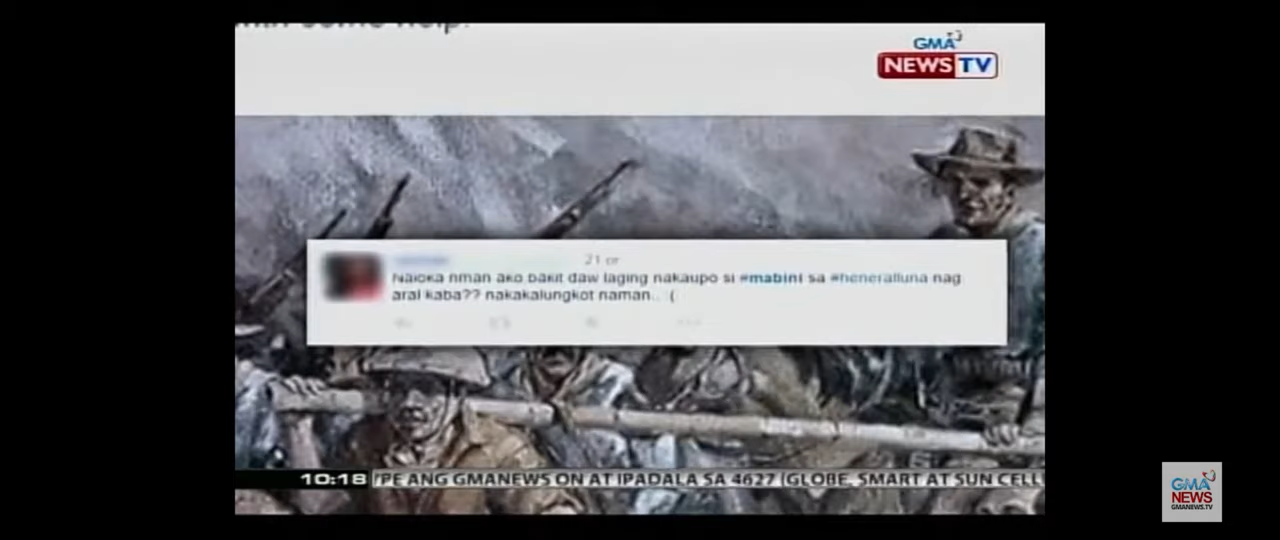 GMA
NEWS TV
21 or
Naloka nman ako bakit daw laging nakaupo si #mabini sa #heneralluna nag
aral kaba?? nakakalungkot naman.. :(
10:18 'PE ANG GMANEWS ON AT IPADALA SA 4627 (GLOBE, SMART AT SUN CELL
GMA
NEWS
GMANEWS.TV